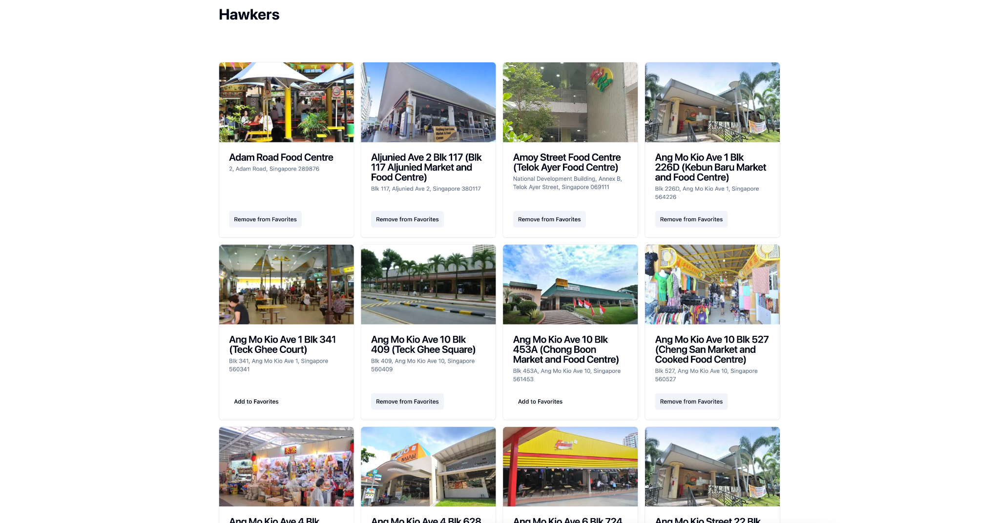 Hawkers
Adam Road Food Centre
2, Adam Road, Singapore 289876
Remove from Favorites
Geylang East Centre
Market & Food
Centre
Aljunied Ave 2 Blk 117 (Blk
117 Aljunied Market and
Food Centre)
Blk 117, Aljunied Ave 2, Singapore 380117
Remove from Favorites
Amoy Street Food Centre
(Telok Ayer Food Centre)
National Development Building, Annex B,
Telok Ayer Street, Singapore 069111
Remove from Favorites
Ang Mo Kio Ave 1 Blk
226D (Kebun Baru Market
and Food Centre)
Blk 226D, Ang Mo Kio Ave 1, Singapore
564226
Remove from Favorites
Ang Mo Kio Ave 1 Blk 341
(Teck Ghee Court)
Blk 341, Ang Mo Kio Ave 1, Singapore
560341
Add to Favorites
Ang Mo Kio Ave 10 Blk
409 (Teck Ghee Square)
Blk 409, Ang Mo Kio Ave 10, Singapore
560409
Remove from Favorites
Ang Mo Kio Ave 10 Blk
453A (Chong Boon
Market and Food Centre)
Blk 453A, Ang Mo Kio Ave 10, Singapore
561453
Add to Favorites
Ang Mo Kio Ave 10 Blk 527
(Cheng San Market and
Cooked Food Centre)
Blk 527, Ang Mo Kio Ave 10, Singapore
560527
Remove from Favorites
Ang Mo Kio Ave 4 Blk
Ang Mo Kio Ave 4 Blk 628
Ang Mo Kio Ave 6 Blk 724
Ang Mo Kio Street 22 Blk